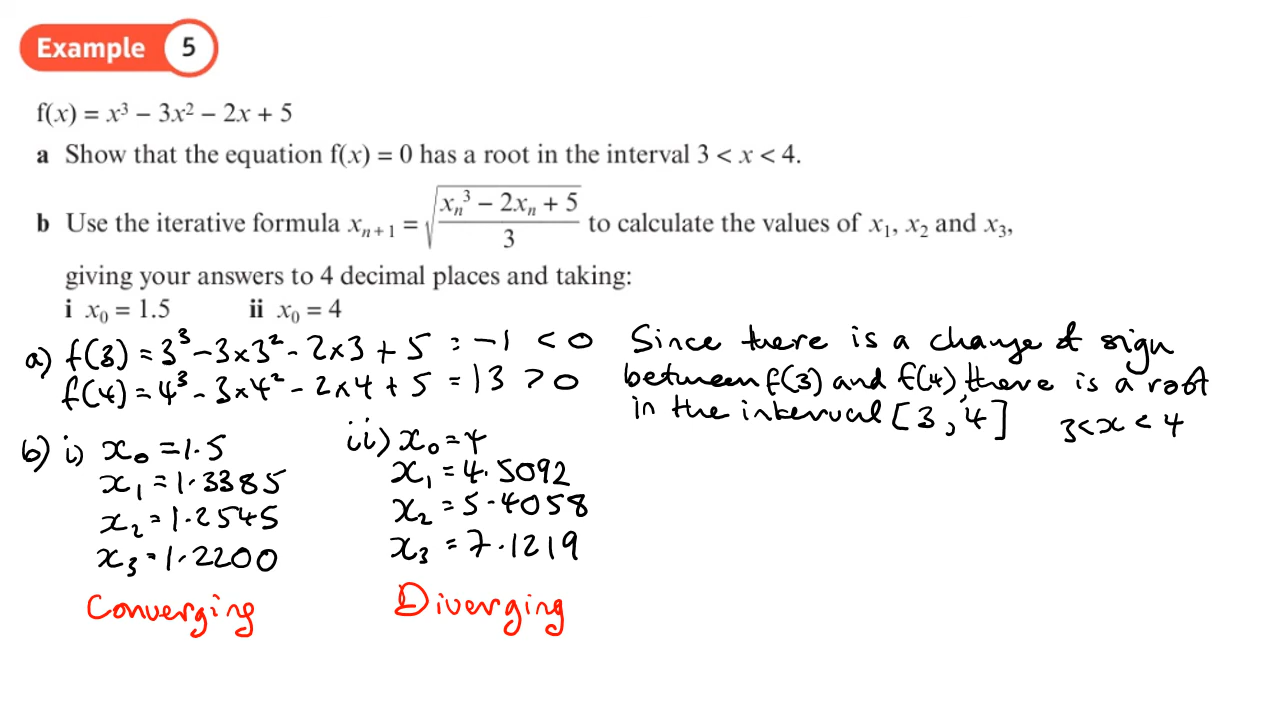 Example 5
f(x) = x³ − 3x² − 2x + 5
a Show that the equation f(x) = 0 has a root in the interval 3 < x < 4.
b Use the iterative formula xₙ₊₁ = √((xₙ³ − 2xₙ + 5)/3) to calculate the values of x₁, x₂ and x₃,
giving your answers to 4 decimal places and taking:
i x₀ = 1.5 ii x₀ = 4
a) f(3) = 3³ − 3×3² − 2×3 + 5 = −1 < 0
f(4) = 4³ − 3×4² − 2×4 + 5 = 13 > 0
Since there is a change of sign
between f(3) and f(4), there is a root
in the interval [3, 4] 3<x<4
b) i) x₀ = 1.5
x₁ = 1.3385
x₂ = 1.2545
x₃ = 1.2200
Converging
ii) x₀ = 4
x₁ = 4.5092
x₂ = 5.4058
x₃ = 7.1219
Diverging